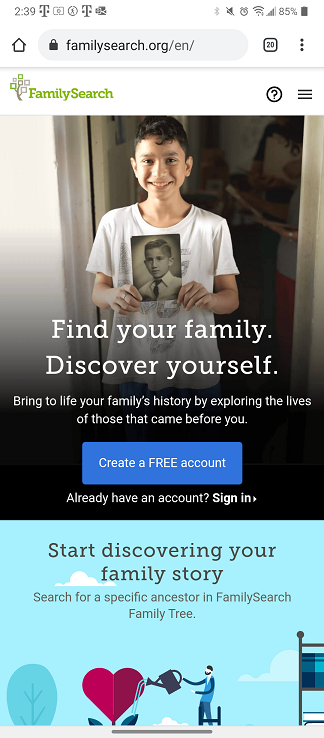 2:39
85%
familysearch.org/en/
20
FamilySearch
Find your family.
Discover yourself.
Bring to life your family's history by exploring the lives
of those that came before you.
Create a FREE account
Already have an account? Sign in
Start discovering your
family story
Search for a specific ancestor in FamilySearch
Family Tree.